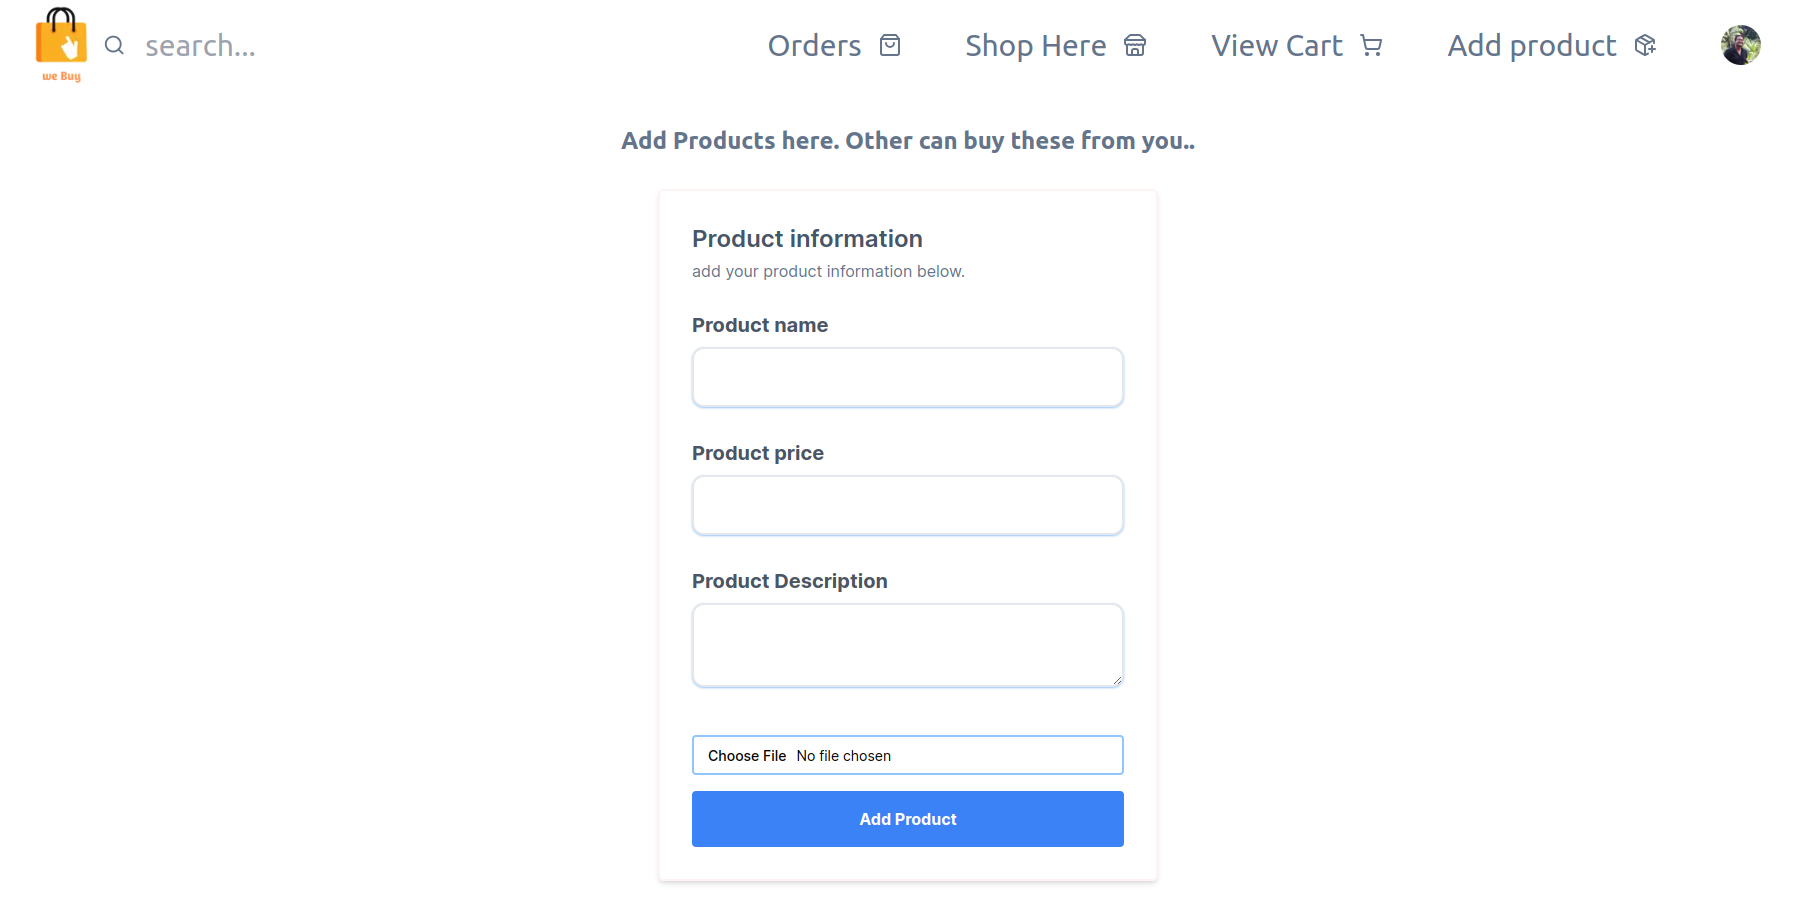 we Buy
search...
Orders
Shop Here
View Cart
Add product
Add Products here. Other can buy these from you..
Product information
add your product information below.
Product name
Product price
Product Description
Choose File No file chosen
Add Product